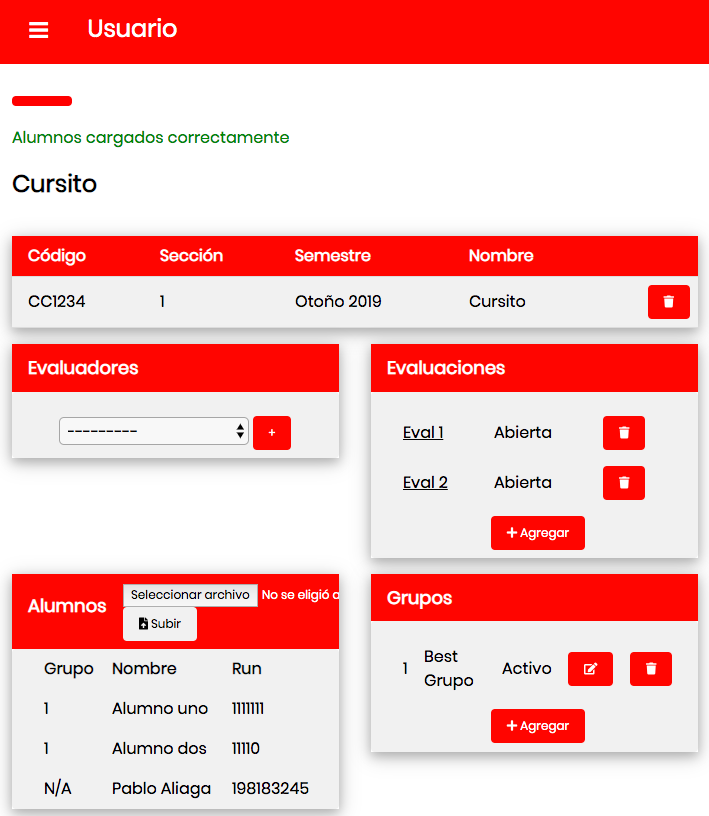 Usuario
Alumnos cargados correctamente
Cursito
Código Sección Semestre Nombre
CC1234 1 Otoño 2019 Cursito
Evaluadores
---------
+
Evaluaciones
Eval 1 Abierta
Eval 2 Abierta
+ Agregar
Alumnos
Seleccionar archivo No se eligió
Subir
Grupo Nombre Run
1 Alumno uno 1111111
1 Alumno dos 11110
N/A Pablo Aliaga 198183245
Grupos
1 Best Grupo Activo
+ Agregar